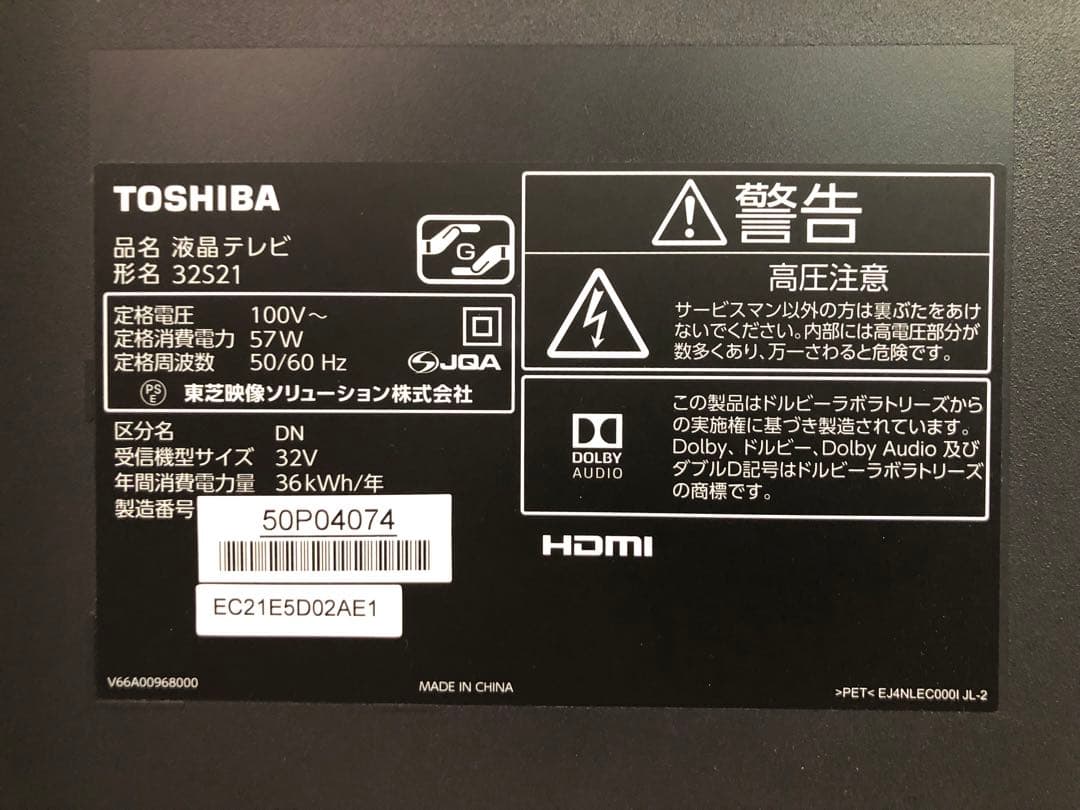 TOSHIBA
品名 液晶テレビ
形名 32S21
G
定格電圧 100V～
定格消費電力 57W
定格周波数 50/60 Hz
JQA
PS
E
東芝映像ソリューション株式会社
区分名 DN
受信機型サイズ 32V
年間消費電力量 36kWh/年
製造番号
50P04074
EC21E5D02AE1
V66A00968000
MADE IN CHINA
警告
高圧注意
サービスマン以外の方は裏ぶたをあけ
ないでください。内部には高電圧部分が
数多くあり、万一さわると危険です。
DOLBY
AUDIO
この製品はドルビーラボラトリーズから
の実施権に基づき製造されています。
Dolby、ドルビー、Dolby Audio 及び
ダブルD記号はドルビーラボラトリーズ
の商標です。
HDMI
>PET< EJ4NLEC000I JL-2